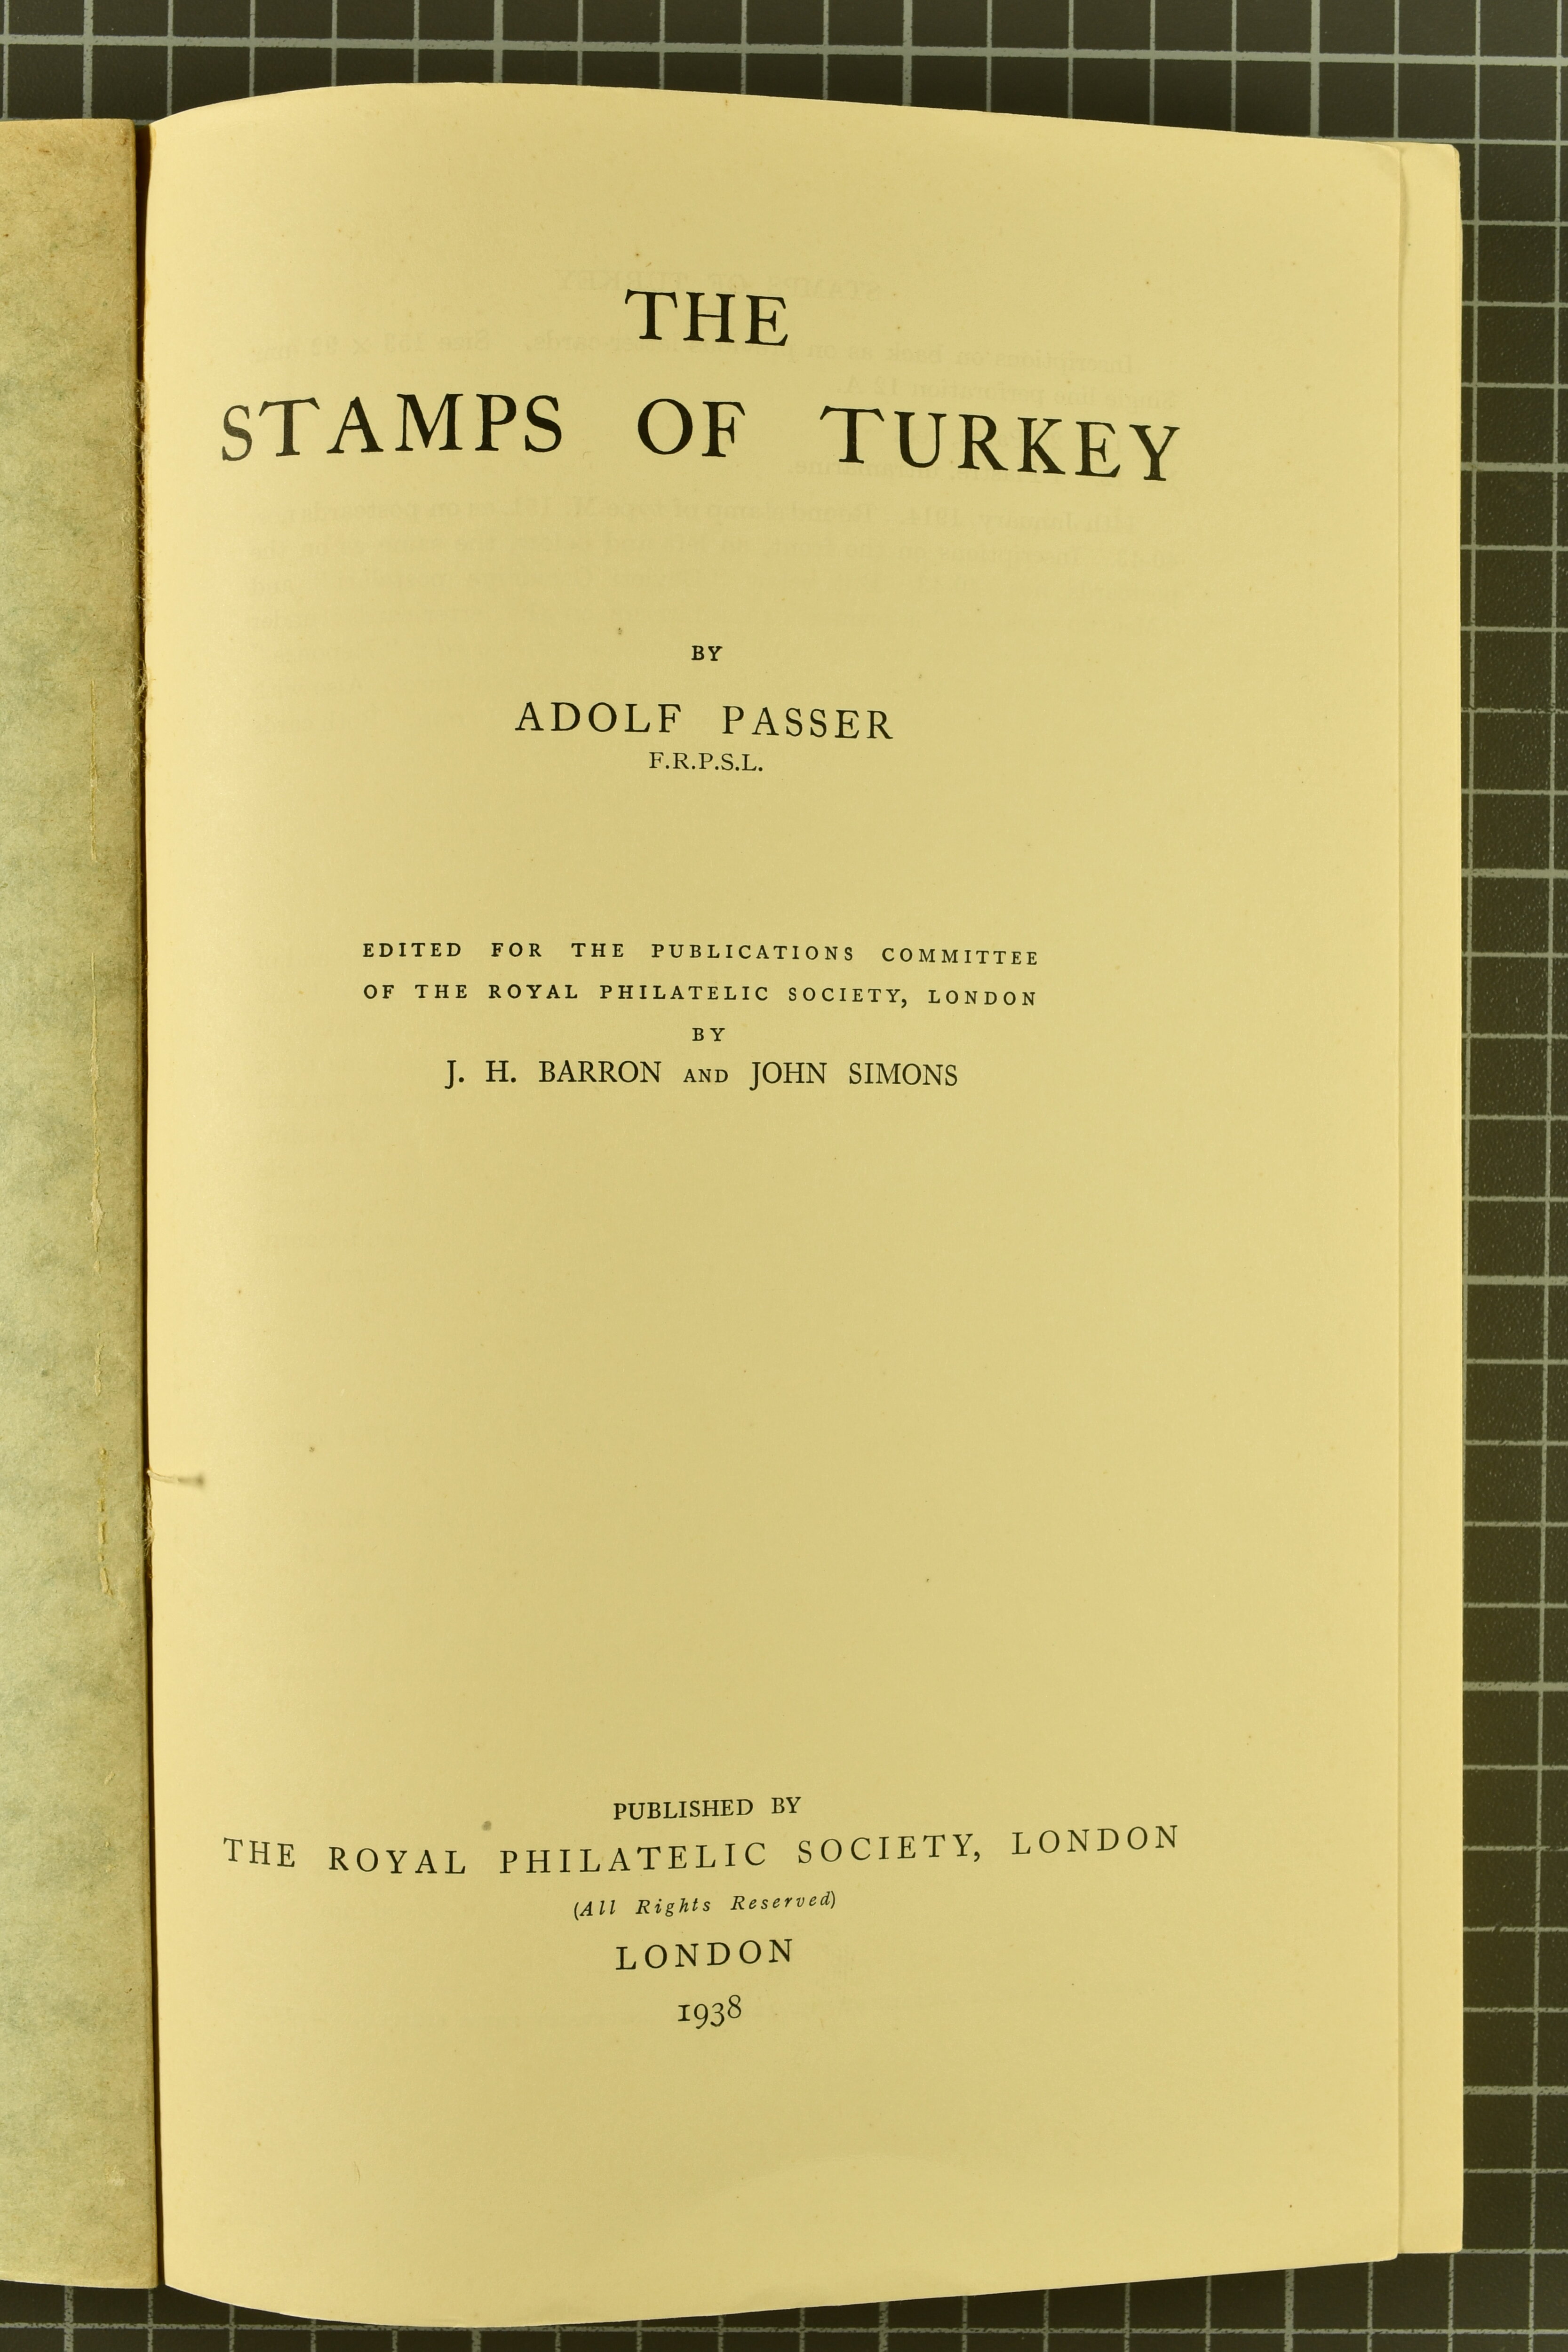 THE
STAMPS OF TURKEY
BY
ADOLF PASSER
F.R.P.S.L.
EDITED FOR THE PUBLICATIONS COMMITTEE
OF THE ROYAL PHILATELIC SOCIETY, LONDON
BY
J. H. BARRON AND JOHN SIMONS
PUBLISHED BY
THE ROYAL PHILATELIC SOCIETY, LONDON
(All Rights Reserved)
LONDON
1938